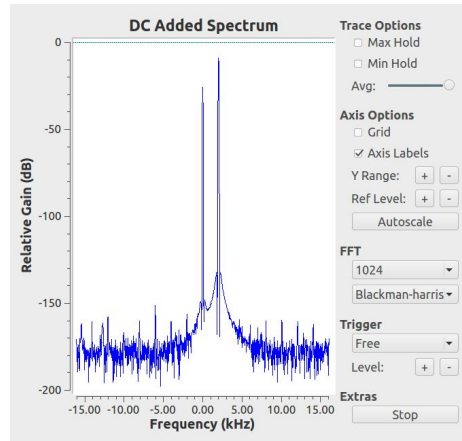 DC Added Spectrum
0
-50
-100
-150
-200
Relative Gain (dB)
-15.00 -10.00 -5.00 0.00 5.00 10.00 15.00
Frequency (kHz)
Trace Options
Max Hold
Min Hold
Avg:
Axis Options
Grid
Axis Labels
Y Range: + -
Ref Level: + -
Autoscale
FFT
1024
Blackman-harris
Trigger
Free
Level: + -
Extras
Stop